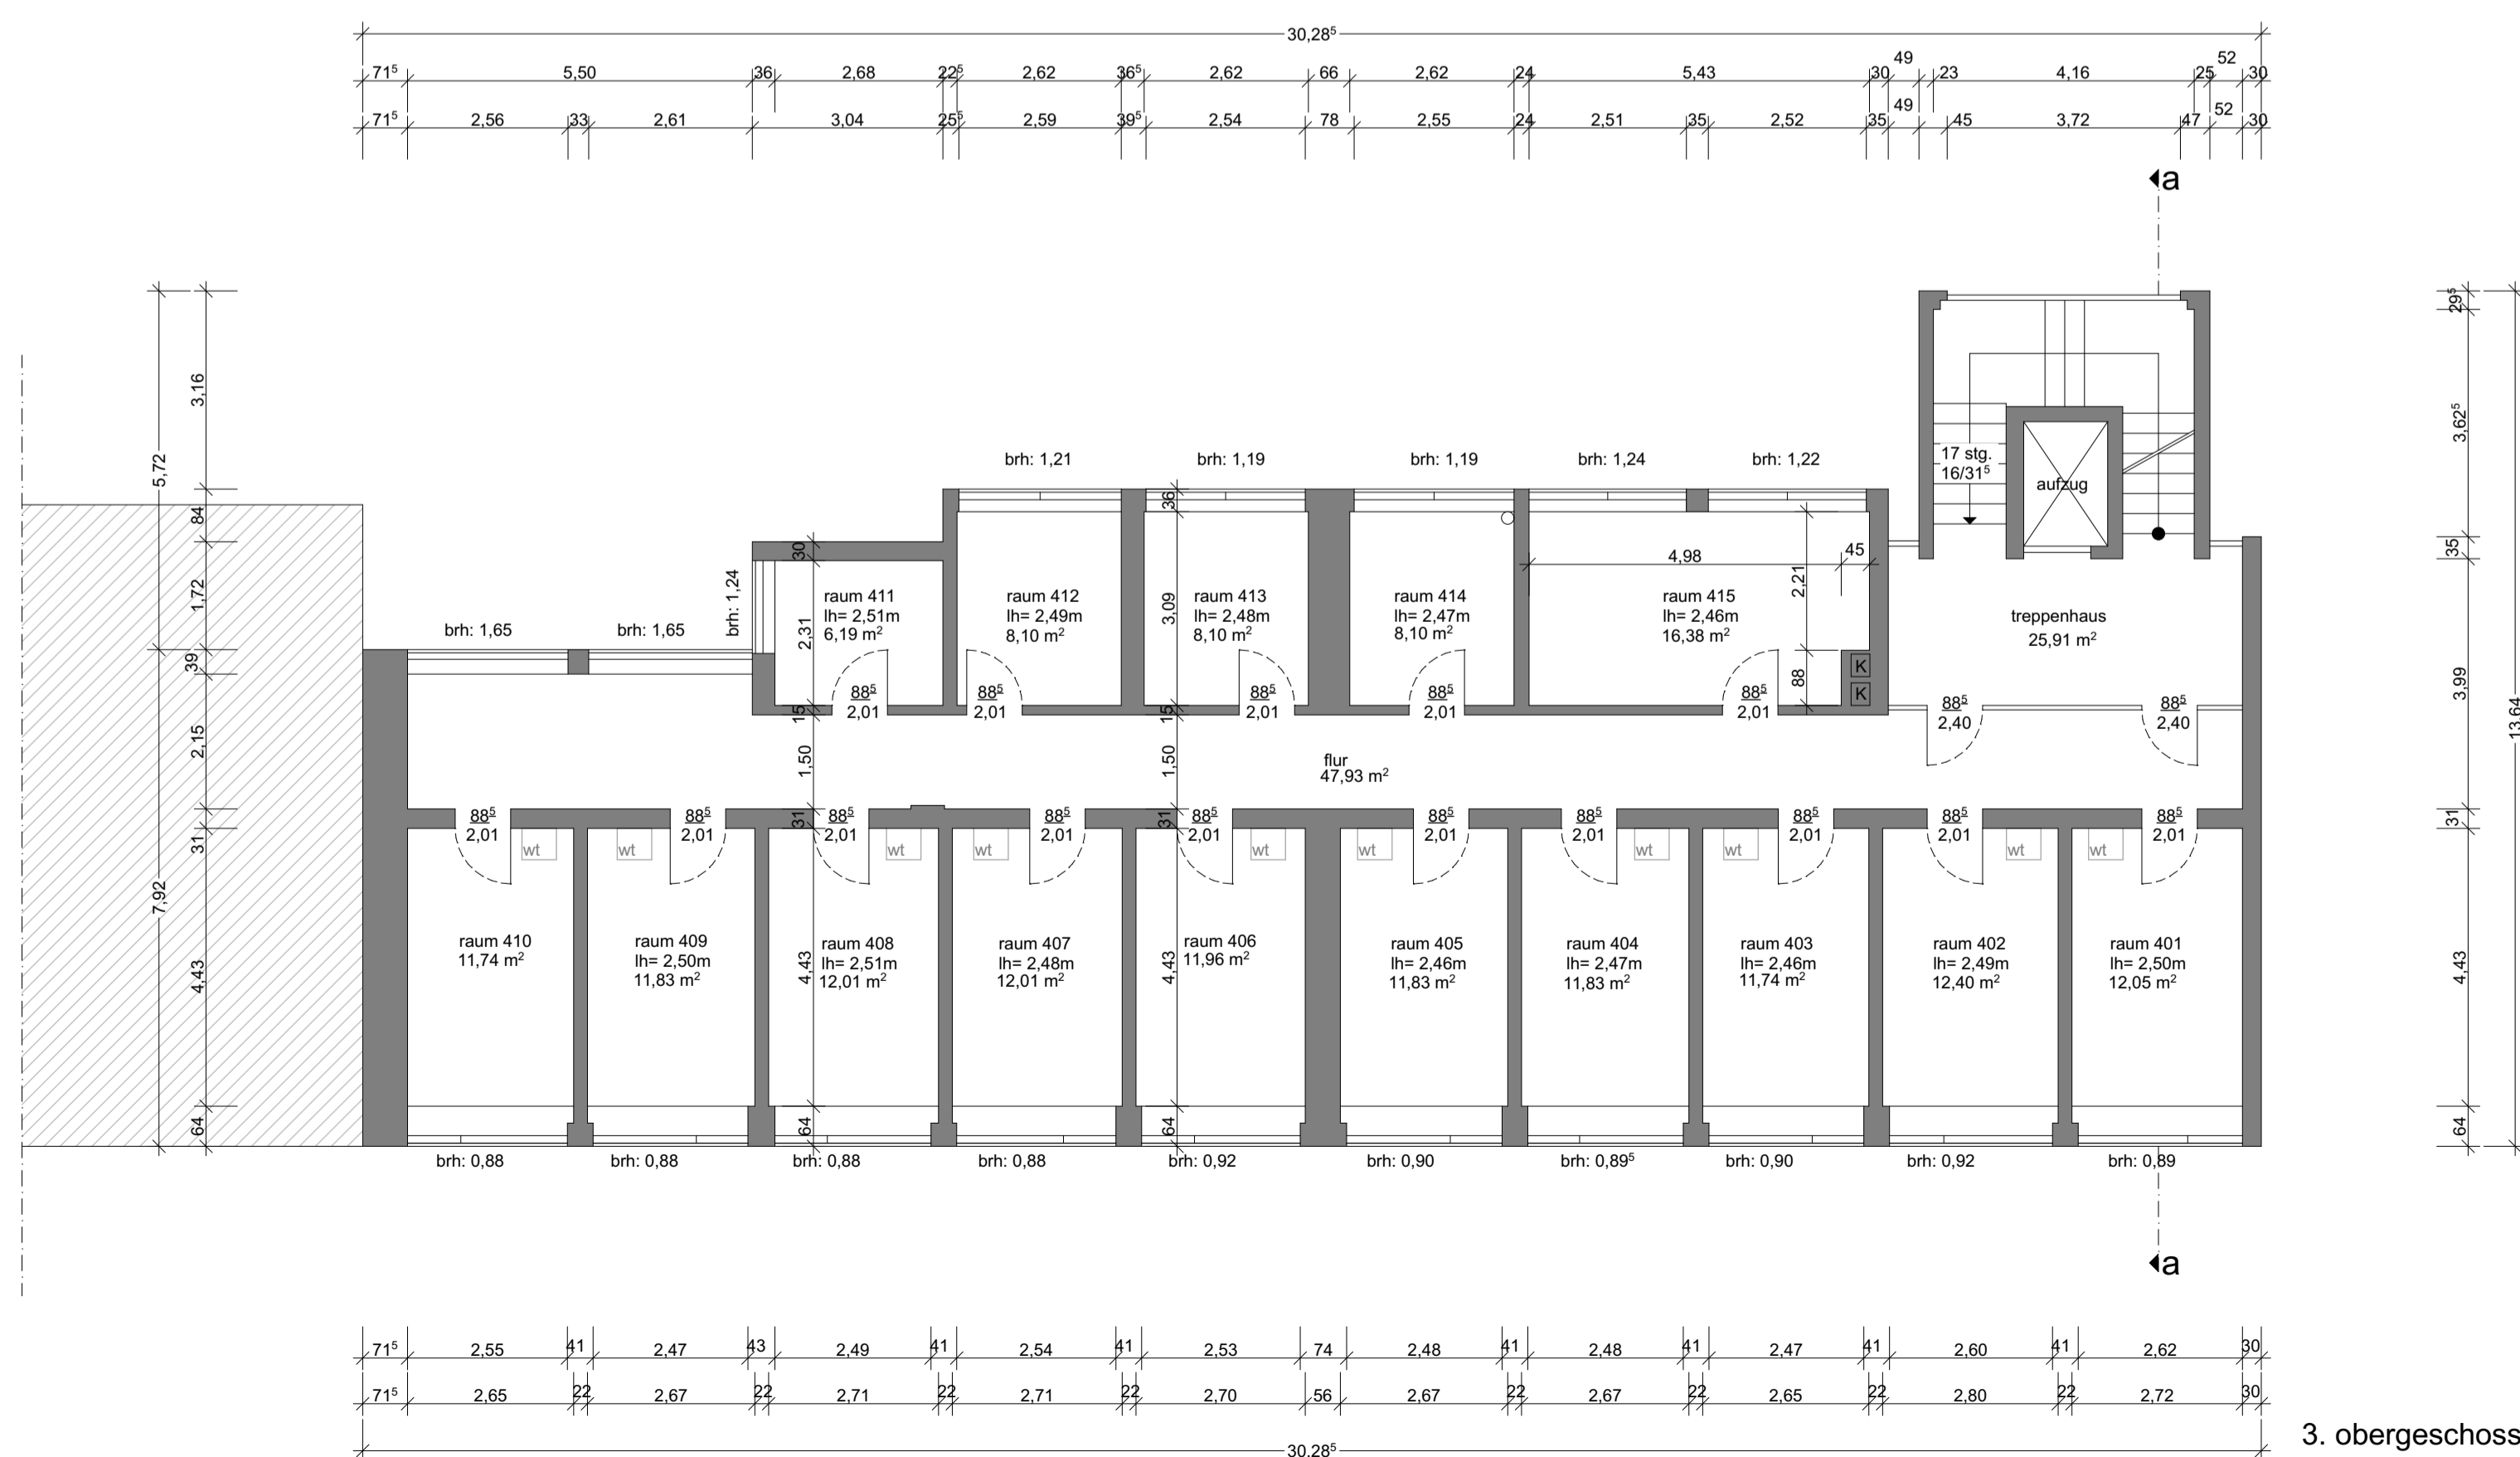 30,28⁵
71⁵ 5,50 36 2,68 22⁵ 2,62 36⁵ 2,62 66 2,62 24 5,43 30 49 23 4,16 25 52 30
71⁵ 2,56 33 2,61 3,04 25⁵ 2,59 39⁵ 2,54 78 2,55 24 2,51 35 2,52 35 49 45 3,72 47 52 30
a
5,72
7,92
3,16
84
1,72
39
2,15
31
4,43
64
brh: 1,65
brh: 1,65
brh: 1,24
brh: 1,21
brh: 1,19
brh: 1,19
brh: 1,24
brh: 1,22
17 stg.
16/31⁵
aufzug
30
2,31
15
1,50
31
4,43
64
36
3,09
15
1,50
31
4,43
64
4,98
45
2,21
88
K
K
raum 411
lh= 2,51m
6,19 m²
raum 412
lh= 2,49m
8,10 m²
raum 413
lh= 2,48m
8,10 m²
raum 414
lh= 2,47m
8,10 m²
raum 415
lh= 2,46m
16,38 m²
treppenhaus
25,91 m²
88⁵
2,01
88⁵
2,01
88⁵
2,01
88⁵
2,01
88⁵
2,01
88⁵
2,40
88⁵
2,40
flur
47,93 m²
88⁵
2,01
88⁵
2,01
88⁵
2,01
88⁵
2,01
88⁵
2,01
88⁵
2,01
88⁵
2,01
88⁵
2,01
88⁵
2,01
88⁵
2,01
wt wt wt wt wt wt wt wt wt wt
raum 410
11,74 m²
raum 409
lh= 2,50m
11,83 m²
raum 408
lh= 2,51m
12,01 m²
raum 407
lh= 2,48m
12,01 m²
raum 406
11,96 m²
raum 405
lh= 2,46m
11,83 m²
raum 404
lh= 2,47m
11,83 m²
raum 403
lh= 2,46m
11,74 m²
raum 402
lh= 2,49m
12,40 m²
raum 401
lh= 2,50m
12,05 m²
29⁵
3,62⁵
35
3,99
31
4,43
64
13,64
brh: 0,88
brh: 0,88
brh: 0,88
brh: 0,88
brh: 0,92
brh: 0,90
brh: 0,89⁵
brh: 0,90
brh: 0,92
brh: 0,89
a
71⁵ 2,55 41 2,47 43 2,49 41 2,54 41 2,53 74 2,48 41 2,48 41 2,47 41 2,60 41 2,62 30
71⁵ 2,65 22 2,67 22 2,71 22 2,71 22 2,70 56 2,67 22 2,67 22 2,65 22 2,80 22 2,72 30
30,28⁵
3. obergeschoss